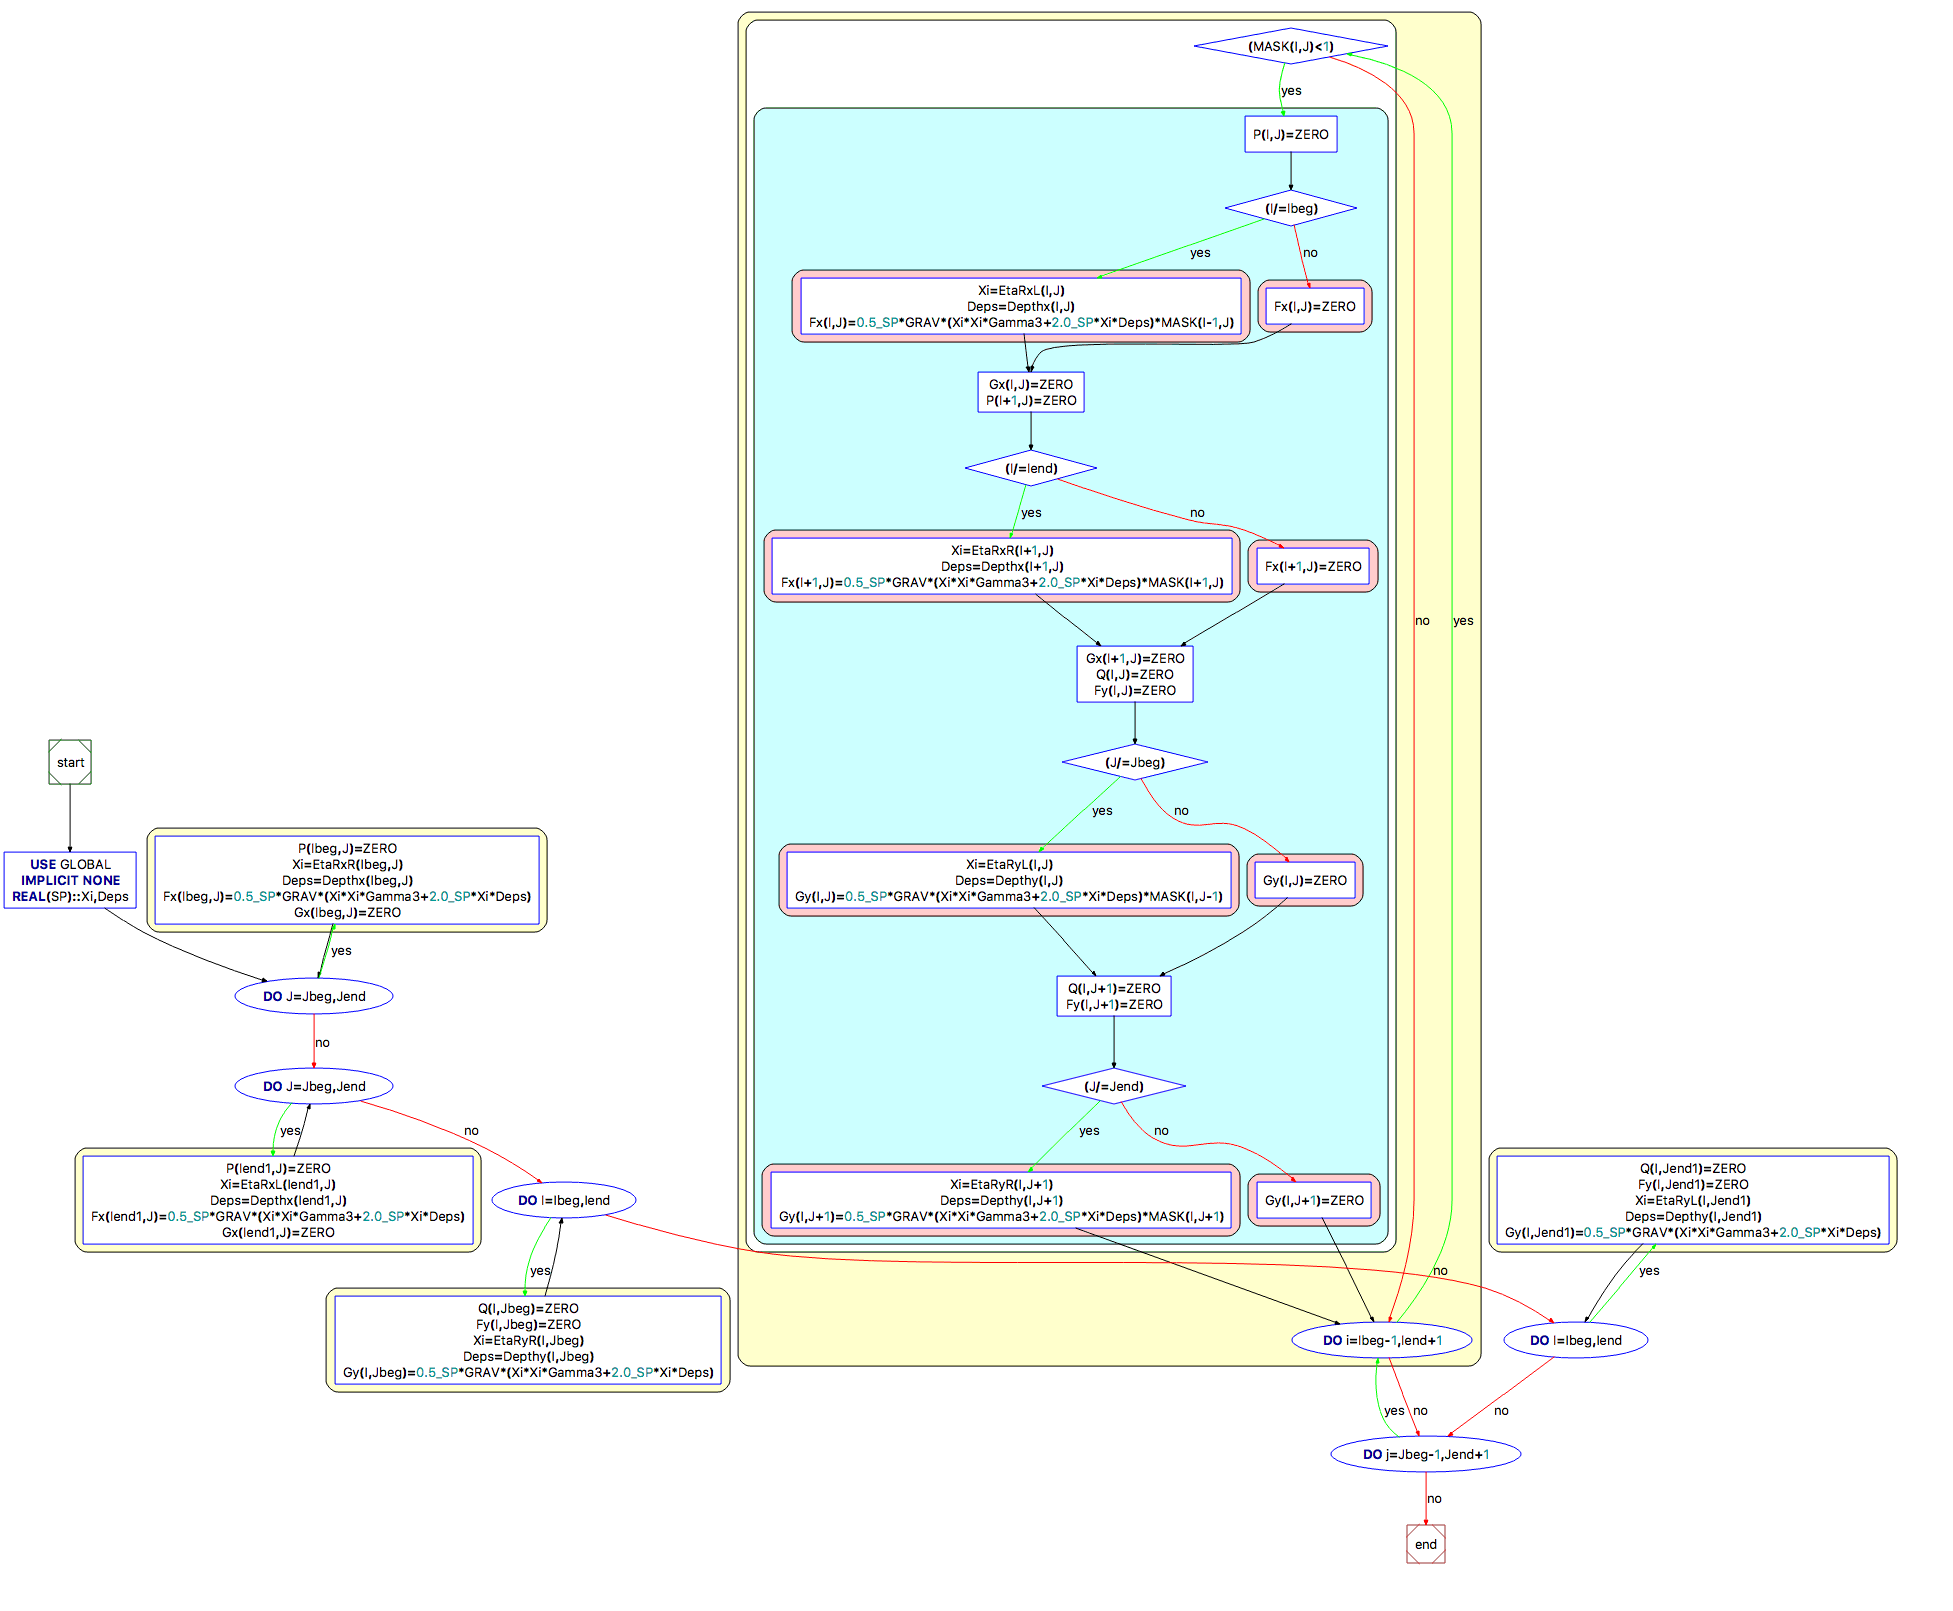 (MASK(I,J)<1)
yes
P(I,J)=ZERO
(I/=Ibeg)
yes
no
Xi=EtaRxL(I,J)
Deps=Depthx(I,J)
Fx(I,J)=0.5_SP*GRAV*(Xi*Xi*Gamma3+2.0_SP*Xi*Deps)*MASK(I-1,J)
Fx(I,J)=ZERO
Gx(I,J)=ZERO
P(I+1,J)=ZERO
(I/=Iend)
yes
no
Xi=EtaRxR(I+1,J)
Deps=Depthx(I+1,J)
Fx(I+1,J)=0.5_SP*GRAV*(Xi*Xi*Gamma3+2.0_SP*Xi*Deps)*MASK(I+1,J)
Fx(I+1,J)=ZERO
no
yes
Gx(I+1,J)=ZERO
Q(I,J)=ZERO
Fy(I,J)=ZERO
(J/=Jbeg)
yes
no
Xi=EtaRyL(I,J)
Deps=Depthy(I,J)
Gy(I,J)=0.5_SP*GRAV*(Xi*Xi*Gamma3+2.0_SP*Xi*Deps)*MASK(I,J-1)
Gy(I,J)=ZERO
Q(I,J+1)=ZERO
Fy(I,J+1)=ZERO
(J/=Jend)
yes
no
Xi=EtaRyR(I,J+1)
Deps=Depthy(I,J+1)
Gy(I,J+1)=0.5_SP*GRAV*(Xi*Xi*Gamma3+2.0_SP*Xi*Deps)*MASK(I,J+1)
Gy(I,J+1)=ZERO
start
USE GLOBAL
IMPLICIT NONE
REAL(SP)::Xi,Deps
P(Ibeg,J)=ZERO
Xi=EtaRxR(Ibeg,J)
Deps=Depthx(Ibeg,J)
Fx(Ibeg,J)=0.5_SP*GRAV*(Xi*Xi*Gamma3+2.0_SP*Xi*Deps)
Gx(Ibeg,J)=ZERO
yes
DO J=Jbeg,Jend
no
DO J=Jbeg,Jend
yes
no
P(Iend1,J)=ZERO
Xi=EtaRxL(Iend1,J)
Deps=Depthx(Iend1,J)
Fx(Iend1,J)=0.5_SP*GRAV*(Xi*Xi*Gamma3+2.0_SP*Xi*Deps)
Gx(Iend1,J)=ZERO
DO I=Ibeg,Iend
yes
no
Q(I,Jbeg)=ZERO
Fy(I,Jbeg)=ZERO
Xi=EtaRyR(I,Jbeg)
Deps=Depthy(I,Jbeg)
Gy(I,Jbeg)=0.5_SP*GRAV*(Xi*Xi*Gamma3+2.0_SP*Xi*Deps)
Q(I,Jend1)=ZERO
Fy(I,Jend1)=ZERO
Xi=EtaRyL(I,Jend1)
Deps=Depthy(I,Jend1)
Gy(I,Jend1)=0.5_SP*GRAV*(Xi*Xi*Gamma3+2.0_SP*Xi*Deps)
yes
DO i=Ibeg-1,Iend+1
DO I=Ibeg,Iend
yes
no
no
DO j=Jbeg-1,Jend+1
no
end